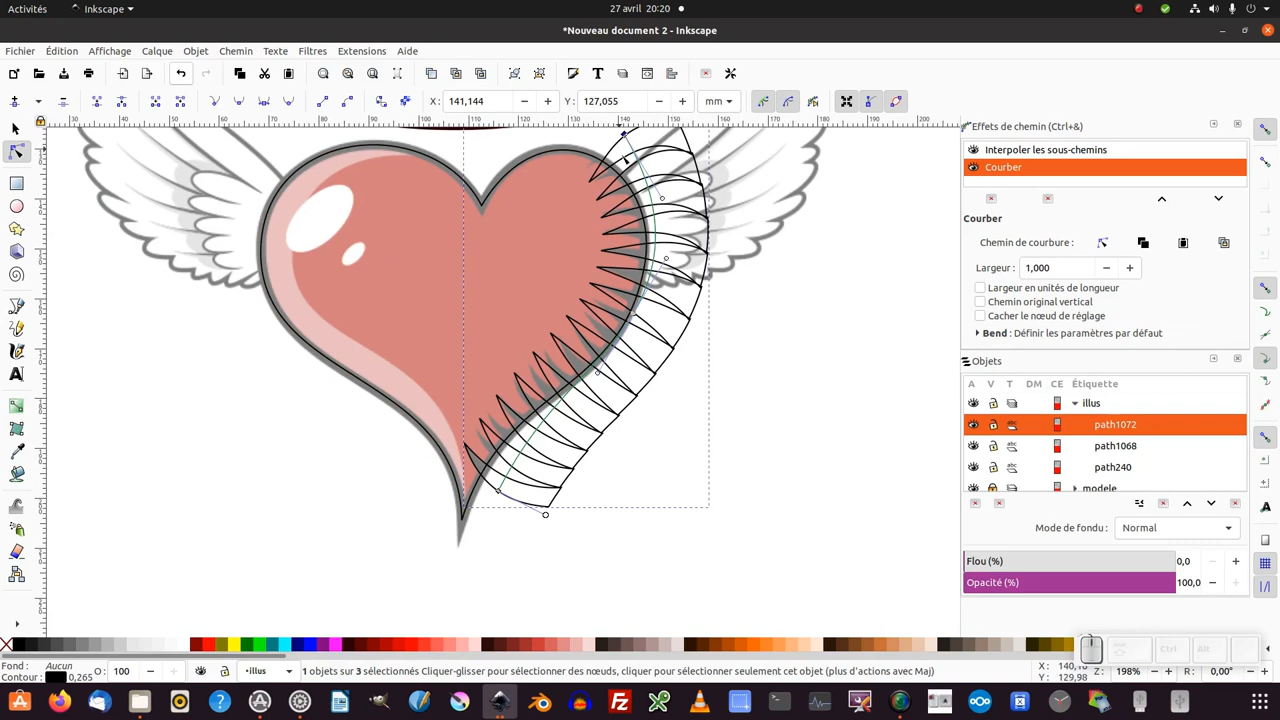 Activités
Inkscape
27 avril 20:20
*Nouveau document 2 - Inkscape
Fichier Édition Affichage Calque Objet Chemin Texte Filtres Extensions Aide
X: 141,144 Y: 127,055 mm
Effets de chemin (Ctrl+&)
Interpoler les sous-chemins
Courber
Courber
Chemin de courbure :
Largeur : 1,000
Largeur en unités de longueur
Chemin original vertical
Cacher le nœud de réglage
Bend : Définir les paramètres par défaut
Objets
A V T DM CE Étiquette
illus
path1072
path1068
path240
modele
Mode de fondu : Normal
Flou (%) 0,0
Opacité (%) 100,0
Ctrl Alt
Fond : Aucun
Contour : 0,265
O: 100
•illus
1 objets sur 3 sélectionnés Cliquer-glisser pour sélectionner des nœuds, cliquer pour sélectionner seulement cet objet (plus d'actions avec Maj)
Y: 129,98
Z: 198%
R: 0,00°